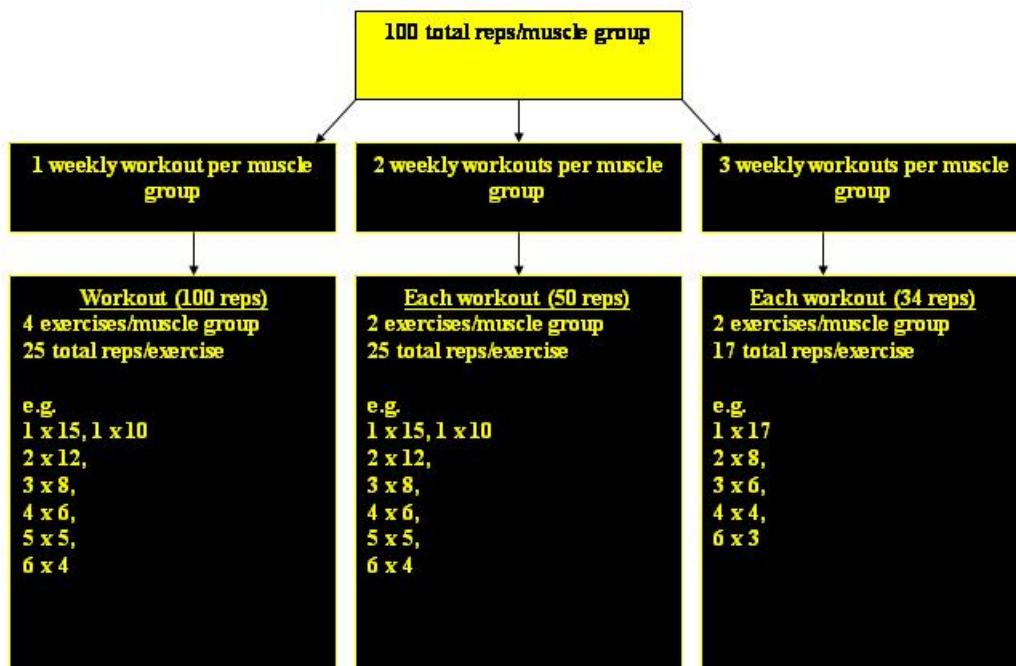 100 total reps/muscle group
1 weekly workout per muscle
group
2 weekly workouts per muscle
group
3 weekly workouts per muscle
group
Workout (100 reps)
4 exercises/muscle group
25 total reps/exercise
e.g.
1 x 15, 1 x 10
2 x 12,
3 x 8,
4 x 6,
5 x 5,
6 x 4
Each workout (50 reps)
2 exercises/muscle group
25 total reps/exercise
e.g.
1 x 15, 1 x 10
2 x 12,
3 x 8,
4 x 6,
5 x 5,
6 x 4
Each workout (34 reps)
2 exercises/muscle group
17 total reps/exercise
e.g.
1 x 17
2 x 8,
3 x 6,
4 x 4,
6 x 3